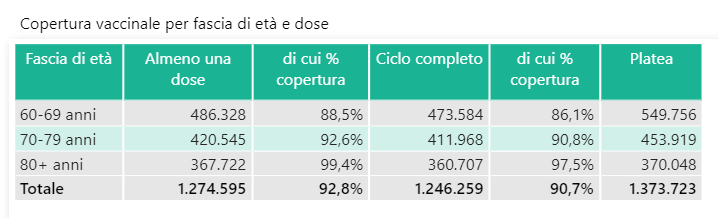 Copertura vaccinale per fascia di età e dose
Fascia di età Almeno una dose di cui % copertura Ciclo completo di cui % copertura Platea
60-69 anni 486.328 88,5% 473.584 86,1% 549.756
70-79 anni 420.545 92,6% 411.968 90,8% 453.919
80+ anni 367.722 99,4% 360.707 97,5% 370.048
Totale 1.274.595 92,8% 1.246.259 90,7% 1.373.723